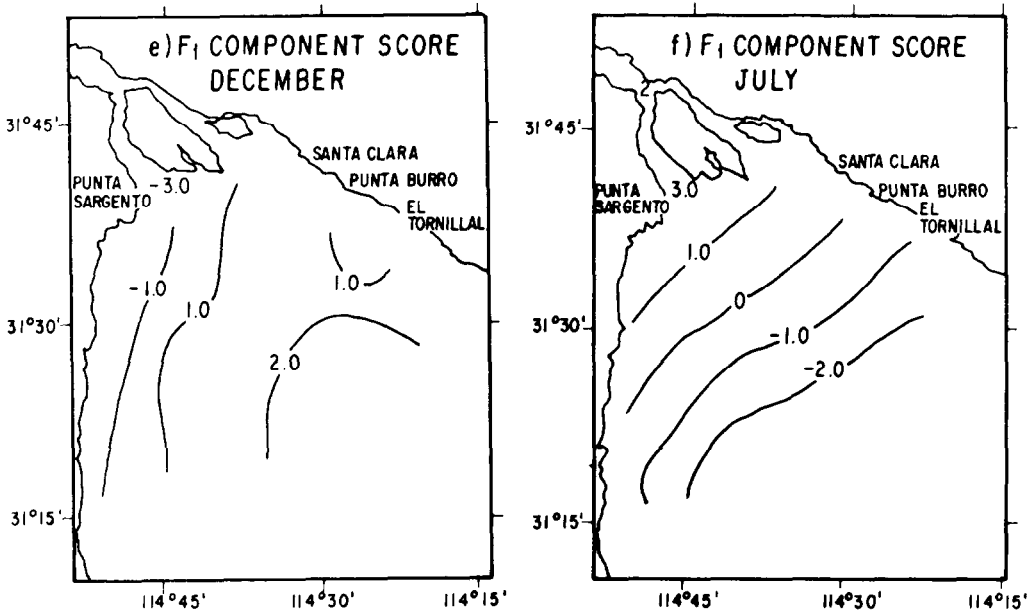 e) F₁ COMPONENT SCORE
DECEMBER
31°45'
SANTA CLARA
PUNTA BURRO
PUNTA
SARGENTO
-3.0
EL
TORNILLAL
-1.0
1.0
1.0
31°30'
2.0
31°15'
114°45'
114°30'
114°15'
f) F₁ COMPONENT SCORE
JULY
2
31°45'
SANTA CLARA
PUNTA BURRO
PUNTA
SARGENTO
3.0
EL
TORNILLAL
1.0
0
31°30'
-1.0
-2.0
31°15'
114°45'
114°30'
114°15'